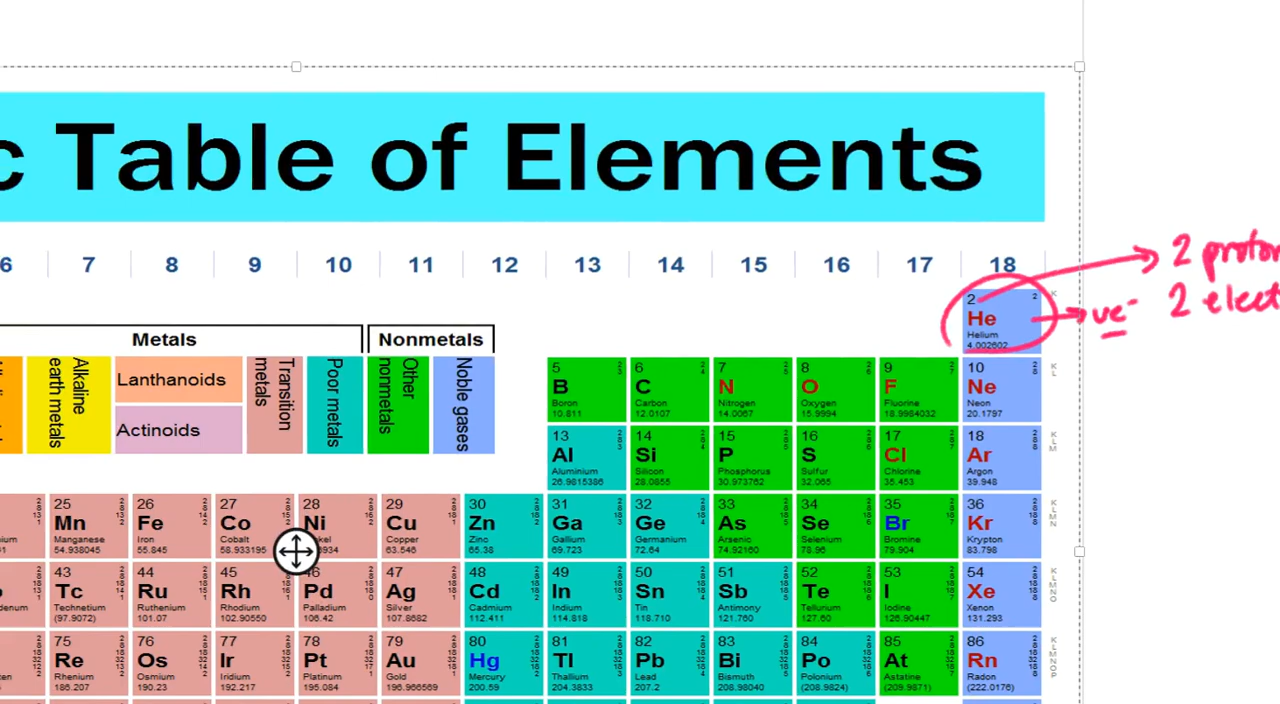 Table of Elements
6 7 8 9 10 11 12 13 14 15 16 17 18
2 2 K
He
Helium
4.002602
2
ve- 2
Metals Nonmetals
Alkaline earth metals
Lanthanoids
Actinoids
Transition metals
Poor metals
Other nonmetals
Noble gases
5 6 7 8 9 10
B C N O F Ne
Boron Carbon Nitrogen Oxygen Fluorine Neon
10.811 12.0107 14.0067 15.9994 18.9984032 20.1797
13 14 15 16 17 18
Al Si P S Cl Ar
Aluminium Silicon Phosphorus Sulfur Chlorine Argon
26.9815386 28.0855 30.973762 32.065 35.453 39.948
25 26 27 28 29 30 31 32 33 34 35 36
Mn Fe Co Ni Cu Zn Ga Ge As Se Br Kr
Manganese Iron Cobalt Copper Zinc Gallium Germanium Arsenic Selenium Bromine Krypton
54.938045 55.845 58.933195 63.546 65.38 69.723 72.64 74.92160 78.96 79.904 83.798
43 44 45 46 47 48 49 50 51 52 53 54
Tc Ru Rh Pd Ag Cd In Sn Sb Te I Xe
Technetium Ruthenium Rhodium Palladium Silver Cadmium Indium Tin Antimony Tellurium Iodine Xenon
(97.9072) 101.07 102.90550 106.42 107.8682 112.411 114.818 118.710 121.760 127.60 126.90447 131.293
75 76 77 78 79 80 81 82 83 84 85 86
Re Os Ir Pt Au Hg Tl Pb Bi Po At Rn
Rhenium Osmium Iridium Platinum Gold Mercury Thallium Lead Bismuth Polonium Astatine Radon
186.207 190.23 192.217 195.084 196.966569 200.59 204.3833 207.2 208.98040 (208.9824) (209.9871) (222.0176)